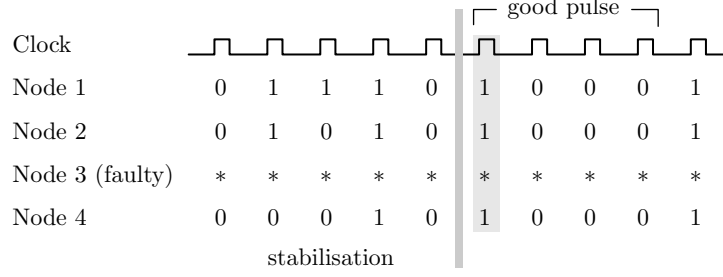 good pulse
Clock
Node 1 0 1 1 1 0 1 0 0 0 1
Node 2 0 1 0 1 0 1 0 0 0 1
Node 3 (faulty) * * * * * * * * * *
Node 4 0 0 0 1 0 1 0 0 0 1
stabilisation